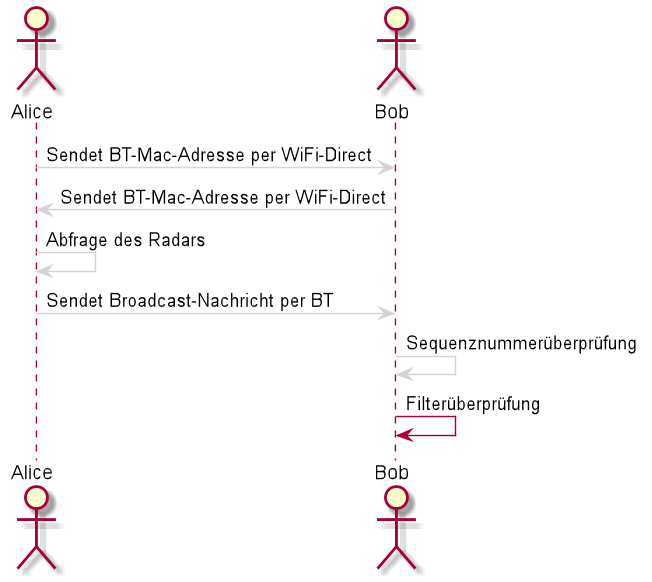 Alice
Bob
Sendet BT-Mac-Adresse per WiFi-Direct
Sendet BT-Mac-Adresse per WiFi-Direct
Abfrage des Radars
Sendet Broadcast-Nachricht per BT
Sequenznummerüberprüfung
Filterüberprüfung
Alice
Bob